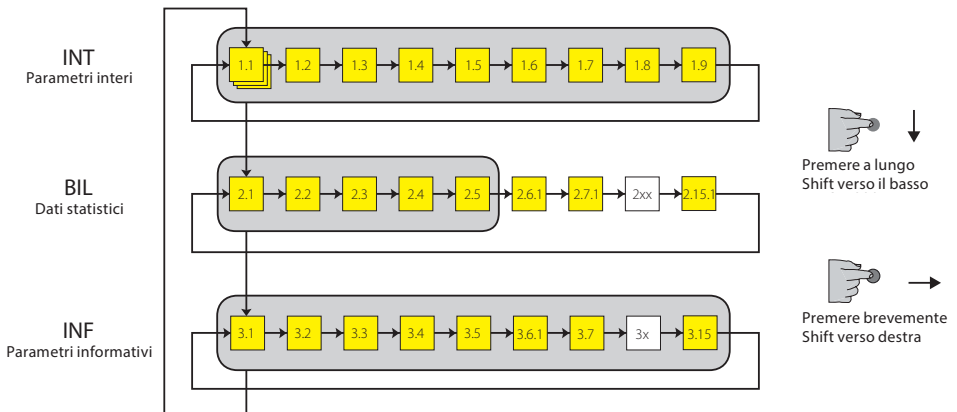 INT
Parametri interi
1.1 1.2 1.3 1.4 1.5 1.6 1.7 1.8 1.9
Premere a lungo
Shift verso il basso
BIL
Dati statistici
2.1 2.2 2.3 2.4 2.5 2.6.1 2.7.1 2xx 2.15.1
Premere brevemente
Shift verso destra
INF
Parametri informativi
3.1 3.2 3.3 3.4 3.5 3.6.1 3.7 3x 3.15